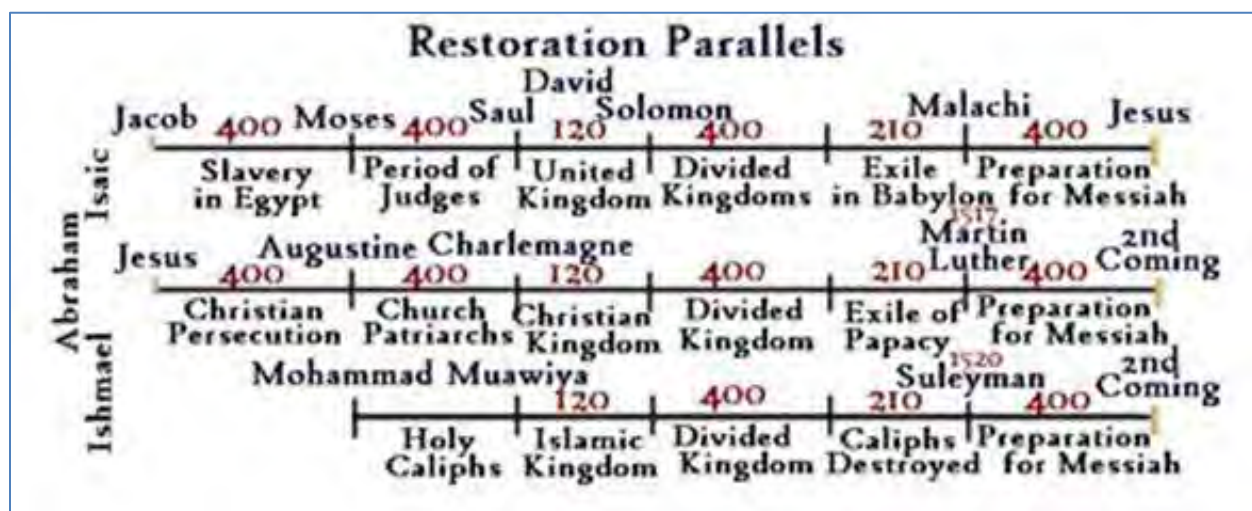 Restoration Parallels
David
Jacob 400 Moses 400 Saul 120 Solomon 400 210 Malachi 400 Jesus
Slavery Period of United Divided Exile Preparation
in Egypt Judges Kingdom Kingdoms in Babylon for Messiah
1517
Jesus 400 Augustine 400 Charlemagne 120 400 210 Martin Luther 400 2nd Coming
Christian Church Christian Divided Exile of Preparation
Persecution Patriarchs Kingdom Kingdom Papacy for Messiah
1520
Mohammad Muawiya 120 400 210 Suleyman 400 2nd Coming
Holy Islamic Divided Caliphs Preparation
Caliphs Kingdom Kingdom Destroyed for Messiah
Abraham
Isaic
Ishmael